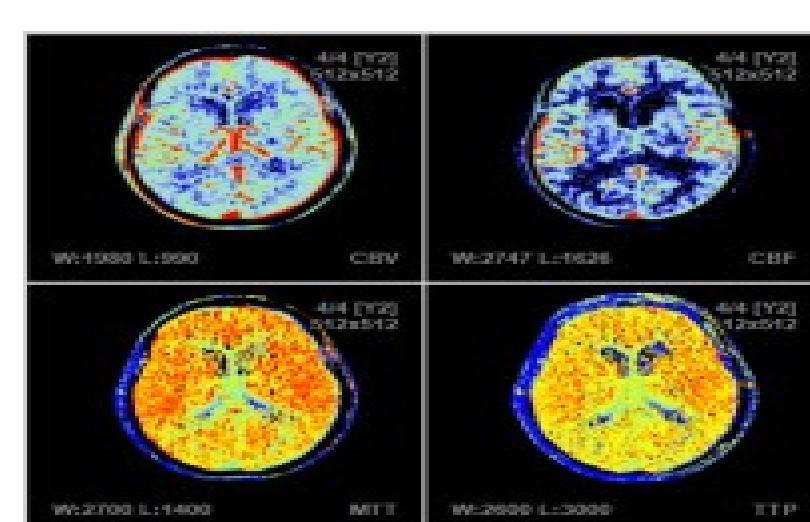 4/4 [Y2]
512x512
W:1980 L:990
CBV
4/4 [Y2]
512x512
W:2747 L:1626
CBF
4/4 [Y2]
512x512
W:2700 L:1400
MTT
4/4 [Y2]
512x512
W:2600 L:3000
TTP